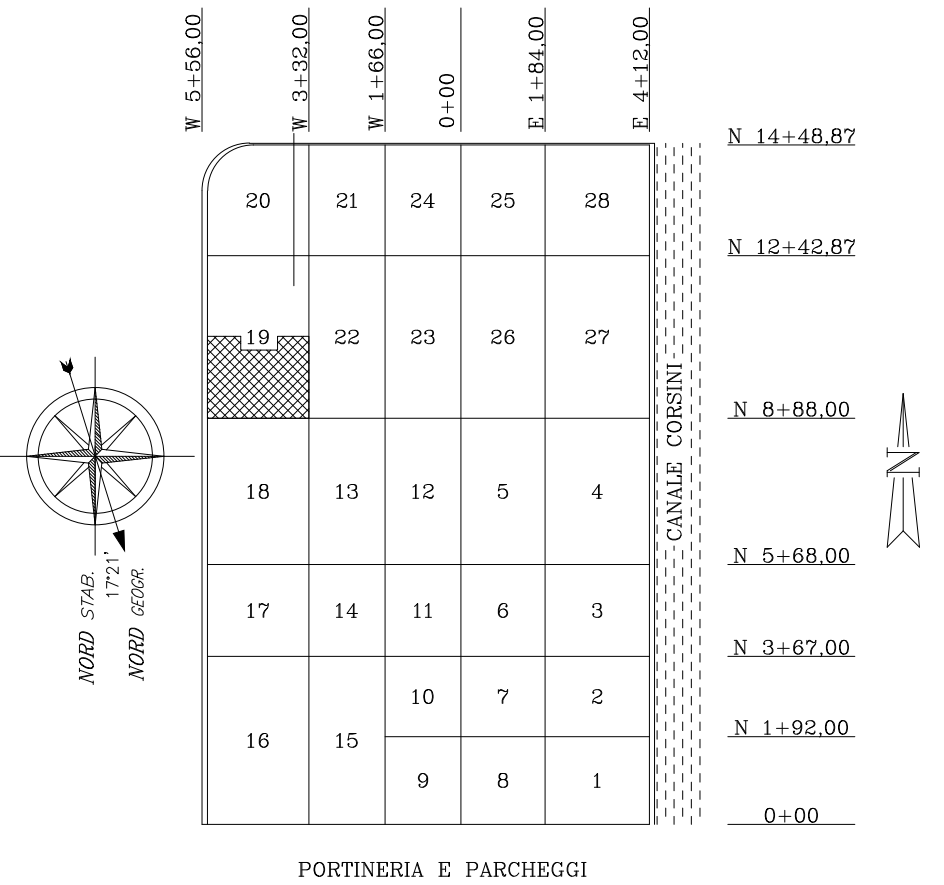 W 5+56,00
W 3+32,00
W 1+66,00
0+00
E 1+84,00
E 4+12,00
N 14+48,87
20 21 24 25 28
N 12+42,87
19 22 23 26 27
N 8+88,00
CANALE CORSINI
18 13 12 5 4
N
N 5+68,00
NORD STAB.
17°21'
NORD GEOGR.
17 14 11 6 3
N 3+67,00
10 7 2
N 1+92,00
16 15
9 8 1
0+00
PORTINERIA E PARCHEGGI